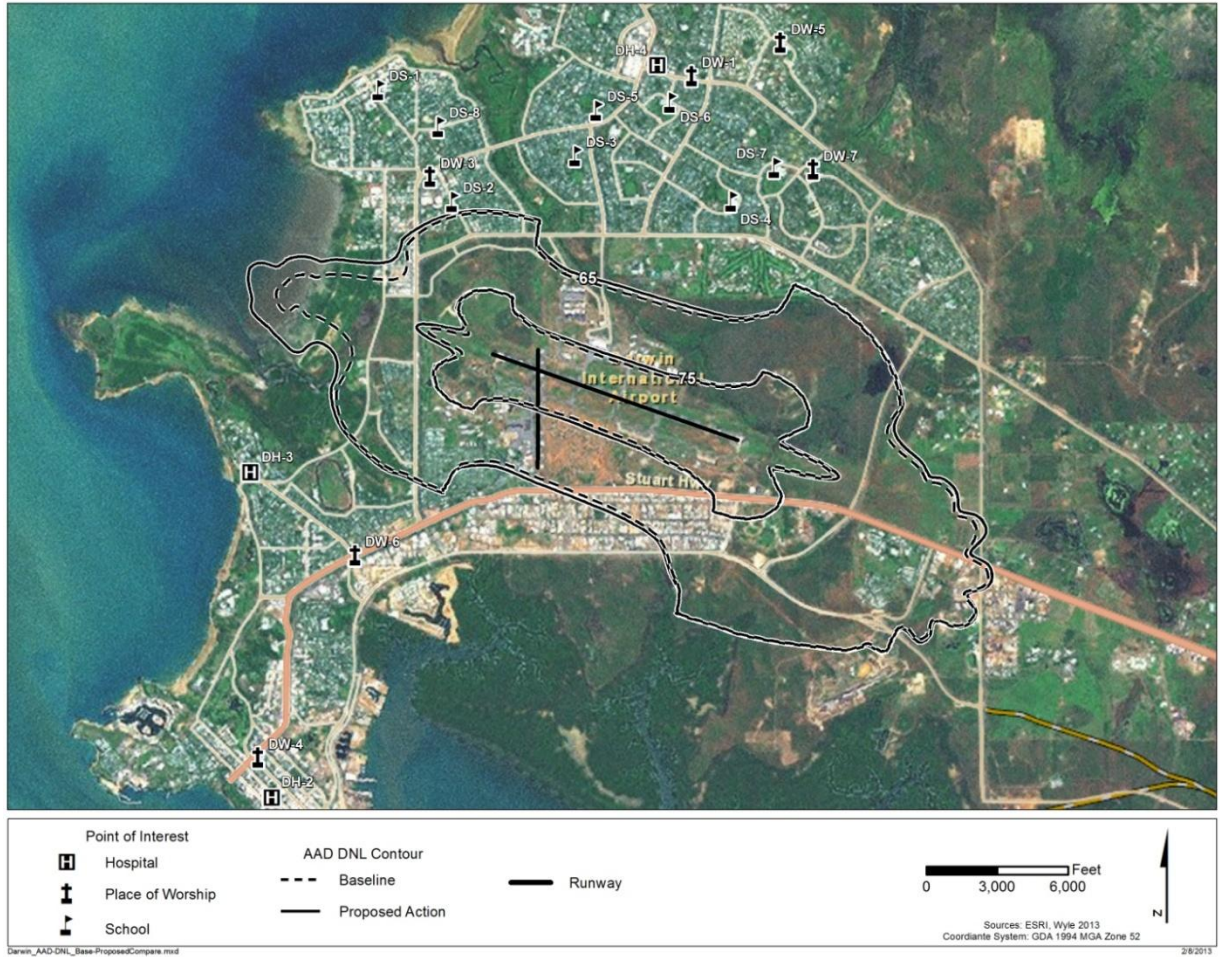 DW-5
DH-4
H
DW-1
DS-1
DS-5
DS-6
DS-8
DS-3
DS-7
DW-7
DW-3
DS-2
DS-4
65
International
75
Airport
DH-3
H
Stuart H
DW-6
DW-4
DH-2
H
Point of Interest
H Hospital
Place of Worship
School
AAD DNL Contour
Baseline
Proposed Action
Runway
Feet
0 3,000 6,000
N
Sources: ESRI, Wyle 2013
Coordiante System: GDA 1994 MGA Zone 52
Darwin_AAD-DNL_Base-ProposedCompare.mxd
2/8/2013